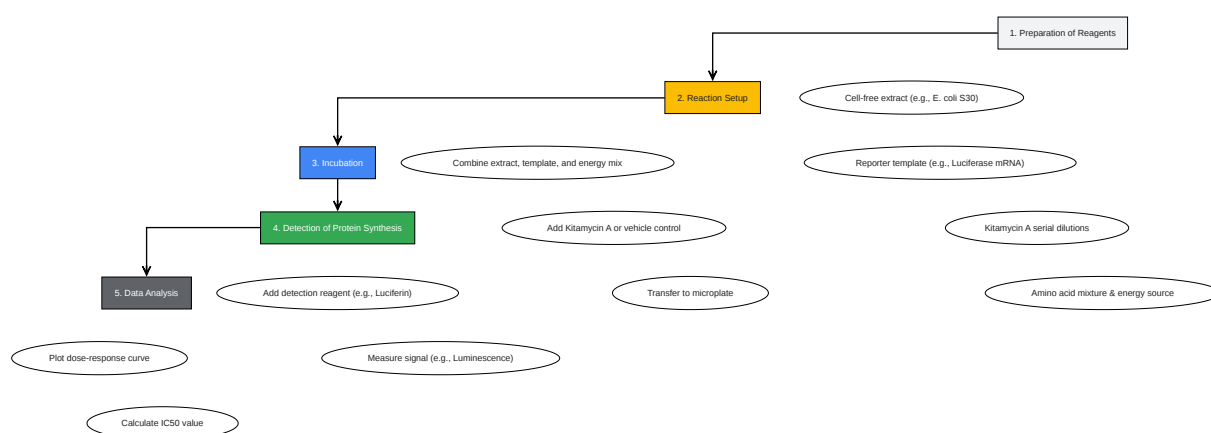 1. Preparation of Reagents
2. Reaction Setup
Cell-free extract (e.g., E. coli S30)
3. Incubation
Combine extract, template, and energy mix
Reporter template (e.g., Luciferase mRNA)
4. Detection of Protein Synthesis
Add Kitamycin A or vehicle control
Kitamycin A serial dilutions
5. Data Analysis
Add detection reagent (e.g., Luciferin)
Transfer to microplate
Amino acid mixture & energy source
Plot dose-response curve
Measure signal (e.g., Luminescence)
Calculate IC50 value